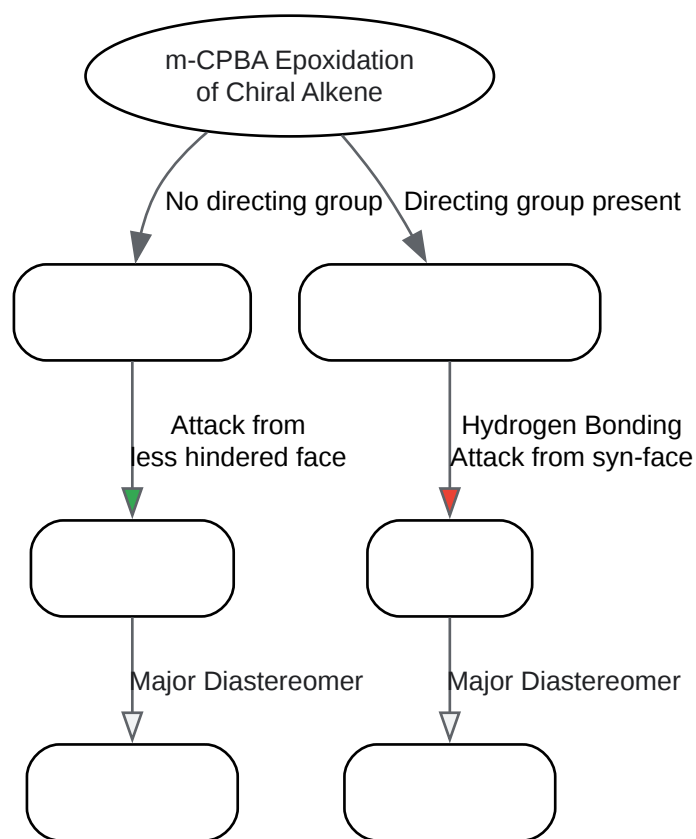 m-CPBA Epoxidation
of Chiral Alkene
No directing group
Directing group present
Attack from
less hindered face
Hydrogen Bonding
Attack from syn-face
Major Diastereomer
Major Diastereomer